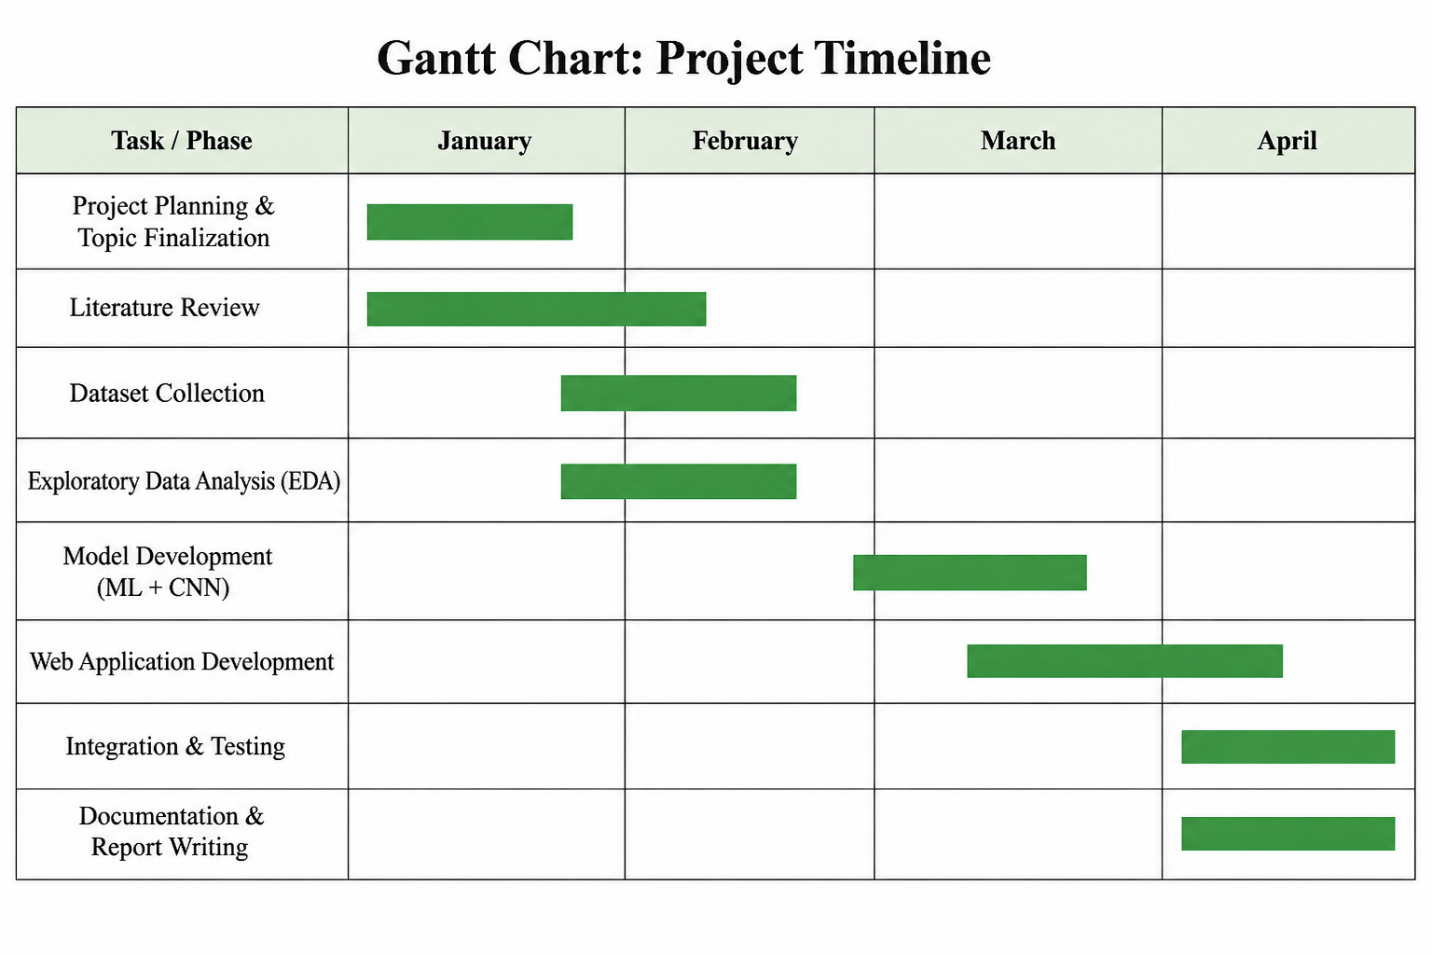 Gantt Chart: Project Timeline
Task / Phase
January
February
March
April
Project Planning &
Topic Finalization
Literature Review
Dataset Collection
Exploratory Data Analysis (EDA)
Model Development
(ML + CNN)
Web Application Development
Integration & Testing
Documentation &
Report Writing